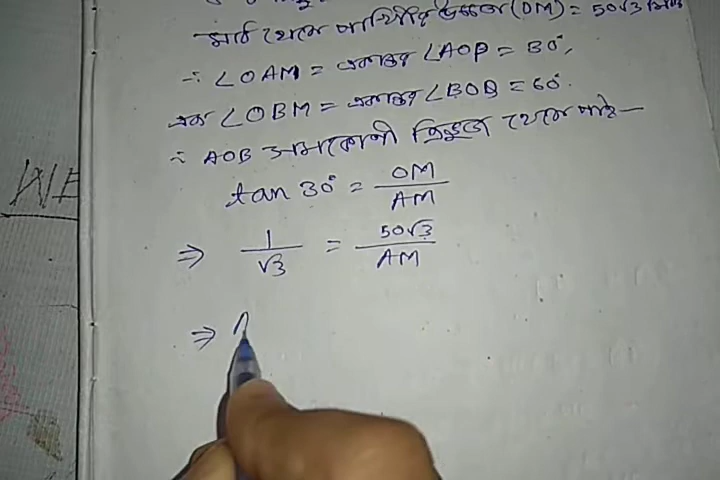 মাঠ থেকে পাখিটির উচ্চতা (OM) = 50√3 মিটার
∴ ∠OAM = একান্তর ∠AOP = 30°,
এবং ∠OBM = একান্তর ∠BOQ = 60°.
∴ AOB সমকোণী ত্রিভুজ থেকে পাই—
tan 30° = OM/AM
⇒ 1/√3 = 50√3/AM
⇒